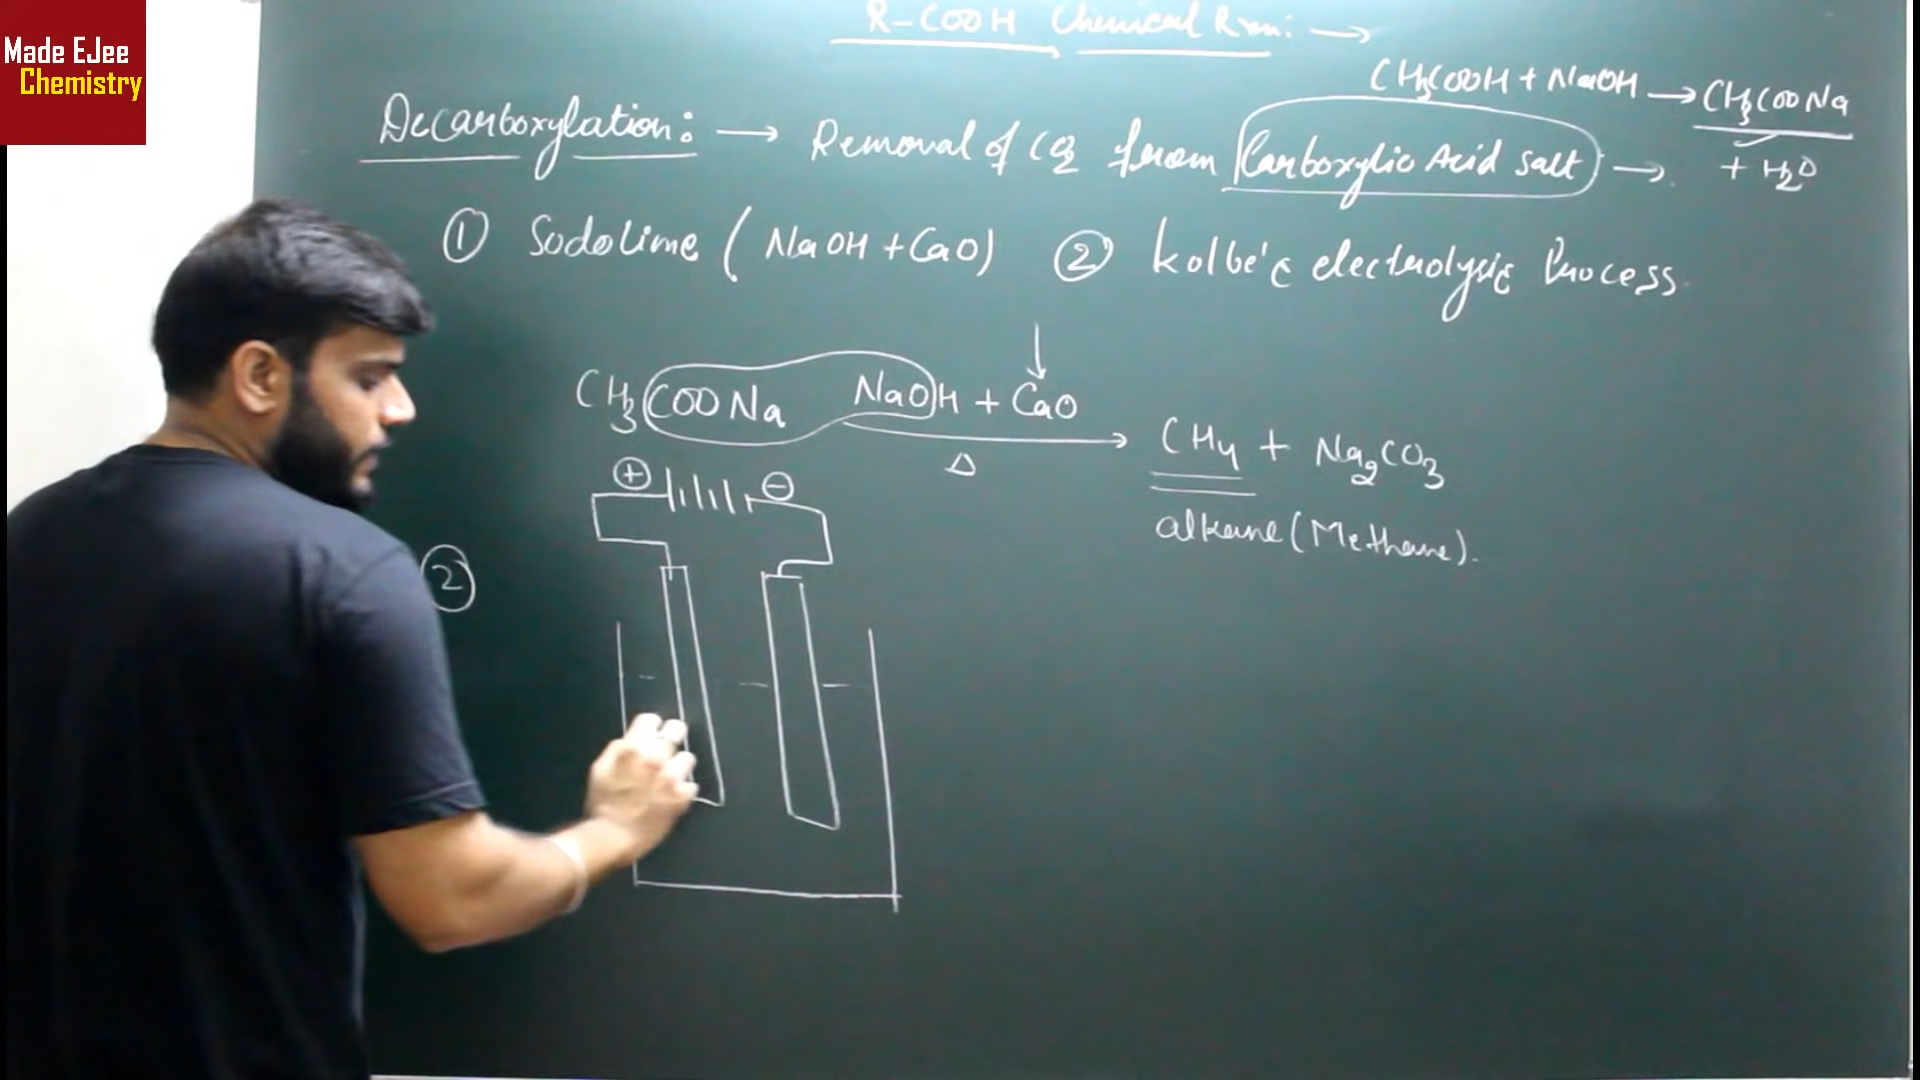 Made EJee
Chemistry
R-COOH Chemical Rxn: →
CH3COOH + NaOH → CH3COONa
+ H2O
Decarboxylation: → Removal of CO2 from Carboxylic Acid salt →
① Sodolime (NaOH + CaO) ② Kolbe's electrolysis Process.
CH3COONa NaOH + CaO
Δ
CH4 + Na2CO3
alkane (Methane).
⊕ ⊖
②